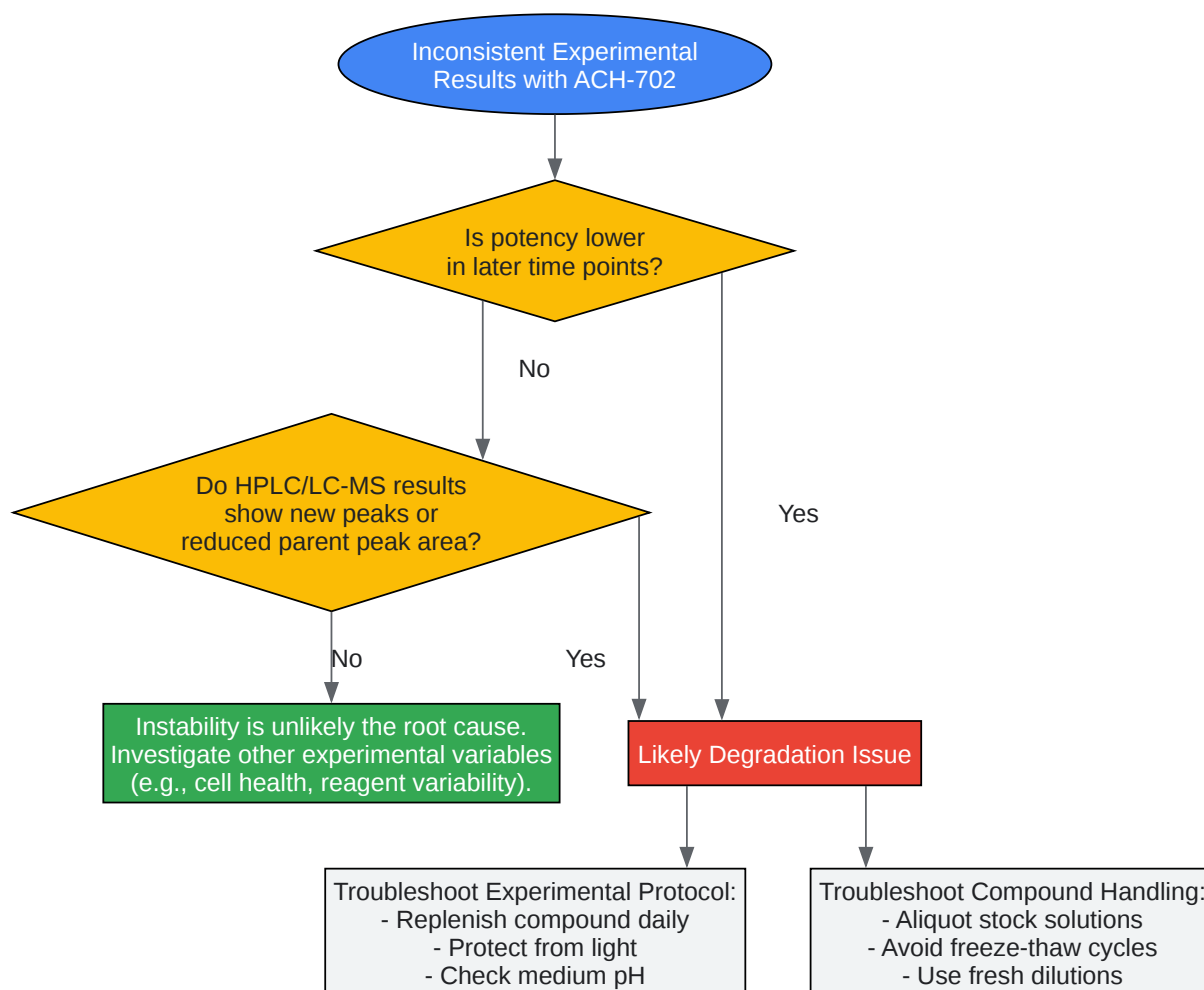 Inconsistent Experimental
Results with ACH-702
Is potency lower
in later time points?
No
Yes
Do HPLC/LC-MS results
show new peaks or
reduced parent peak area?
No
Yes
Instability is unlikely the root cause.
Investigate other experimental variables
(e.g., cell health, reagent variability).
Likely Degradation Issue
Troubleshoot Experimental Protocol:
- Replenish compound daily
- Protect from light
- Check medium pH
Troubleshoot Compound Handling:
- Aliquot stock solutions
- Avoid freeze-thaw cycles
- Use fresh dilutions